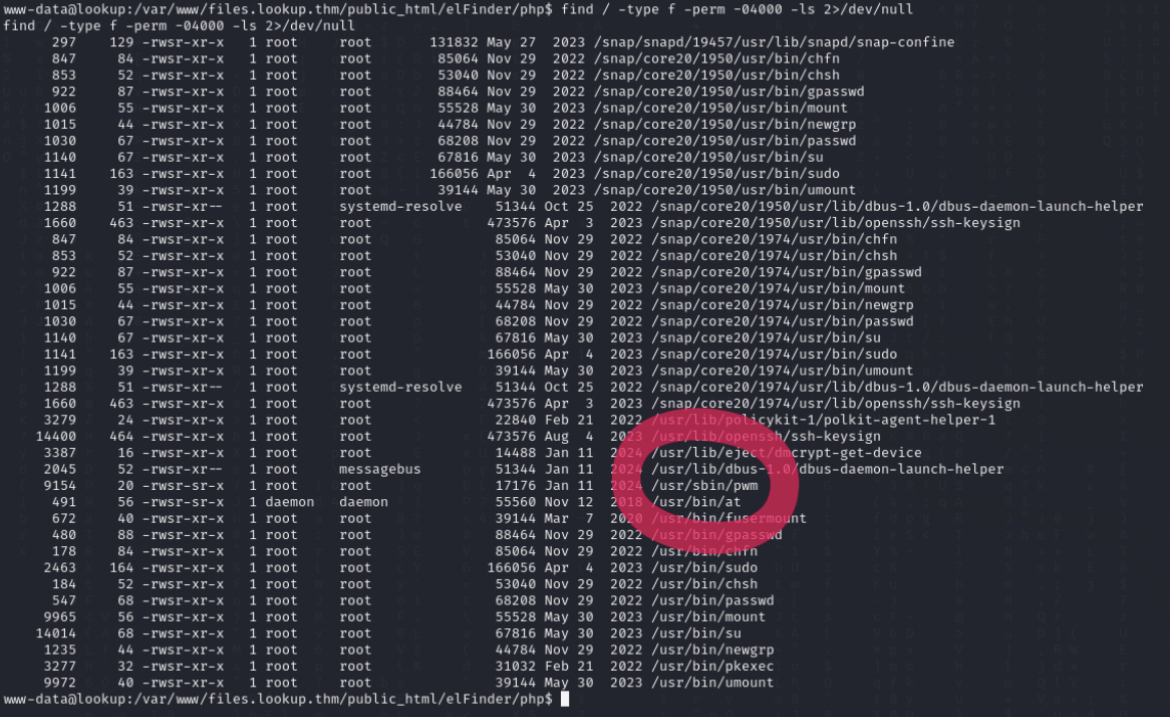 www-data@lookup:/var/www/files.lookup.thm/public_html/elFinder/php$ find / -type f -perm -04000 -ls 2>/dev/null
find / -type f -perm -04000 -ls 2>/dev/null
297 129 -rwsr-xr-x 1 root root 131832 May 27 2023 /snap/snapd/19457/usr/lib/snapd/snap-confine
847 84 -rwsr-xr-x 1 root root 85064 Nov 29 2022 /snap/core20/1950/usr/bin/chfn
853 52 -rwsr-xr-x 1 root root 53040 Nov 29 2022 /snap/core20/1950/usr/bin/chsh
922 87 -rwsr-xr-x 1 root root 88464 Nov 29 2022 /snap/core20/1950/usr/bin/gpasswd
1006 55 -rwsr-xr-x 1 root root 55528 May 30 2023 /snap/core20/1950/usr/bin/mount
1015 44 -rwsr-xr-x 1 root root 44784 Nov 29 2022 /snap/core20/1950/usr/bin/newgrp
1030 67 -rwsr-xr-x 1 root root 68208 Nov 29 2022 /snap/core20/1950/usr/bin/passwd
1140 67 -rwsr-xr-x 1 root root 67816 May 30 2023 /snap/core20/1950/usr/bin/su
1141 163 -rwsr-xr-x 1 root root 166056 Apr 4 2023 /snap/core20/1950/usr/bin/sudo
1199 39 -rwsr-xr-x 1 root root 39144 May 30 2023 /snap/core20/1950/usr/bin/umount
1288 51 -rwsr-xr-- 1 root systemd-resolve 51344 Oct 25 2022 /snap/core20/1950/usr/lib/dbus-1.0/dbus-daemon-launch-helper
1660 463 -rwsr-xr-x 1 root root 473576 Apr 3 2023 /snap/core20/1950/usr/lib/openssh/ssh-keysign
847 84 -rwsr-xr-x 1 root root 85064 Nov 29 2022 /snap/core20/1974/usr/bin/chfn
853 52 -rwsr-xr-x 1 root root 53040 Nov 29 2022 /snap/core20/1974/usr/bin/chsh
922 87 -rwsr-xr-x 1 root root 88464 Nov 29 2022 /snap/core20/1974/usr/bin/gpasswd
1006 55 -rwsr-xr-x 1 root root 55528 May 30 2023 /snap/core20/1974/usr/bin/mount
1015 44 -rwsr-xr-x 1 root root 44784 Nov 29 2022 /snap/core20/1974/usr/bin/newgrp
1030 67 -rwsr-xr-x 1 root root 68208 Nov 29 2022 /snap/core20/1974/usr/bin/passwd
1140 67 -rwsr-xr-x 1 root root 67816 May 30 2023 /snap/core20/1974/usr/bin/su
1141 163 -rwsr-xr-x 1 root root 166056 Apr 4 2023 /snap/core20/1974/usr/bin/sudo
1199 39 -rwsr-xr-x 1 root root 39144 May 30 2023 /snap/core20/1974/usr/bin/umount
1288 51 -rwsr-xr-- 1 root systemd-resolve 51344 Oct 25 2022 /snap/core20/1974/usr/lib/dbus-1.0/dbus-daemon-launch-helper
1660 463 -rwsr-xr-x 1 root root 473576 Apr 3 2023 /snap/core20/1974/usr/lib/openssh/ssh-keysign
3279 24 -rwsr-xr-x 1 root root 22840 Feb 21 2022 /usr/lib/policykit-1/polkit-agent-helper-1
14400 464 -rwsr-xr-x 1 root root 473576 Aug 4 2023 /usr/lib/openssh/ssh-keysign
3387 16 -rwsr-xr-x 1 root root 14488 Jan 11 2024 /usr/lib/eject/dmcrypt-get-device
2045 52 -rwsr-xr-- 1 root messagebus 51344 Jan 11 2024 /usr/lib/dbus-1.0/dbus-daemon-launch-helper
9154 20 -rwsr-sr-x 1 root root 17176 Jan 11 2024 /usr/sbin/pwm
491 56 -rwsr-sr-x 1 daemon daemon 55560 Nov 12 2018 /usr/bin/at
672 40 -rwsr-xr-x 1 root root 39144 Mar 7 2020 /usr/bin/fusermount
480 88 -rwsr-xr-x 1 root root 88464 Nov 29 2022 /usr/bin/gpasswd
178 84 -rwsr-xr-x 1 root root 85064 Nov 29 2022 /usr/bin/chfn
2463 164 -rwsr-xr-x 1 root root 166056 Apr 4 2023 /usr/bin/sudo
184 52 -rwsr-xr-x 1 root root 53040 Nov 29 2022 /usr/bin/chsh
547 68 -rwsr-xr-x 1 root root 68208 Nov 29 2022 /usr/bin/passwd
9965 56 -rwsr-xr-x 1 root root 55528 May 30 2023 /usr/bin/mount
14014 68 -rwsr-xr-x 1 root root 67816 May 30 2023 /usr/bin/su
1235 44 -rwsr-xr-x 1 root root 44784 Nov 29 2022 /usr/bin/newgrp
3277 32 -rwsr-xr-x 1 root root 31032 Feb 21 2022 /usr/bin/pkexec
9972 40 -rwsr-xr-x 1 root root 39144 May 30 2023 /usr/bin/umount
www-data@lookup:/var/www/files.lookup.thm/public_html/elFinder/php$